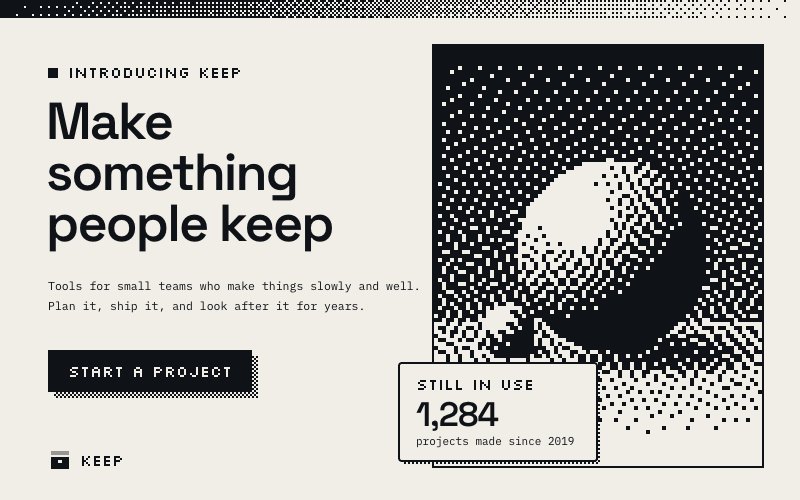 INTRODUCING KEEP
Make
something
people keep
Tools for small teams who make things slowly and well.
Plan it, ship it, and look after it for years.
START A PROJECT
STILL IN USE
1,284
projects made since 2019
KEEP